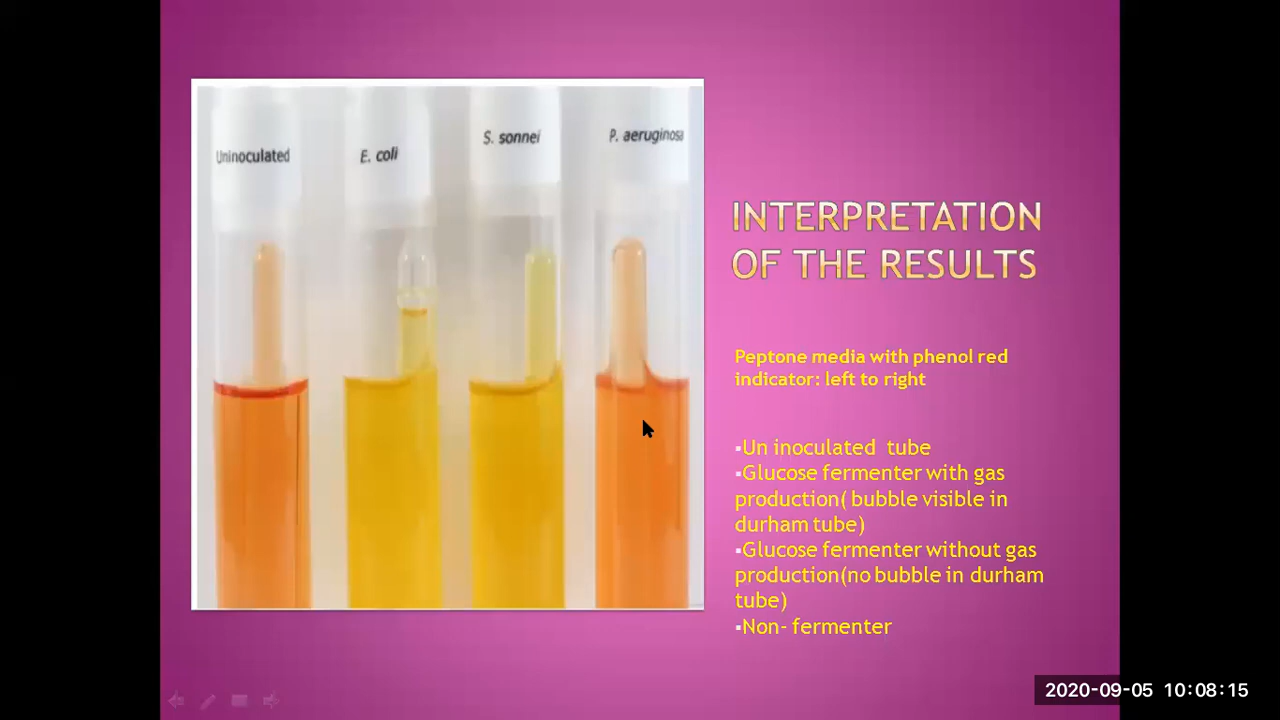 Uninoculated
E. coli
S. sonnei
P. aeruginosa
INTERPRETATION
OF THE RESULTS
Peptone media with phenol red
indicator: left to right
▪Un inoculated tube
▪Glucose fermenter with gas
production( bubble visible in
durham tube)
▪Glucose fermenter without gas
production(no bubble in durham
tube)
▪Non- fermenter
2020-09-05 10:08:15